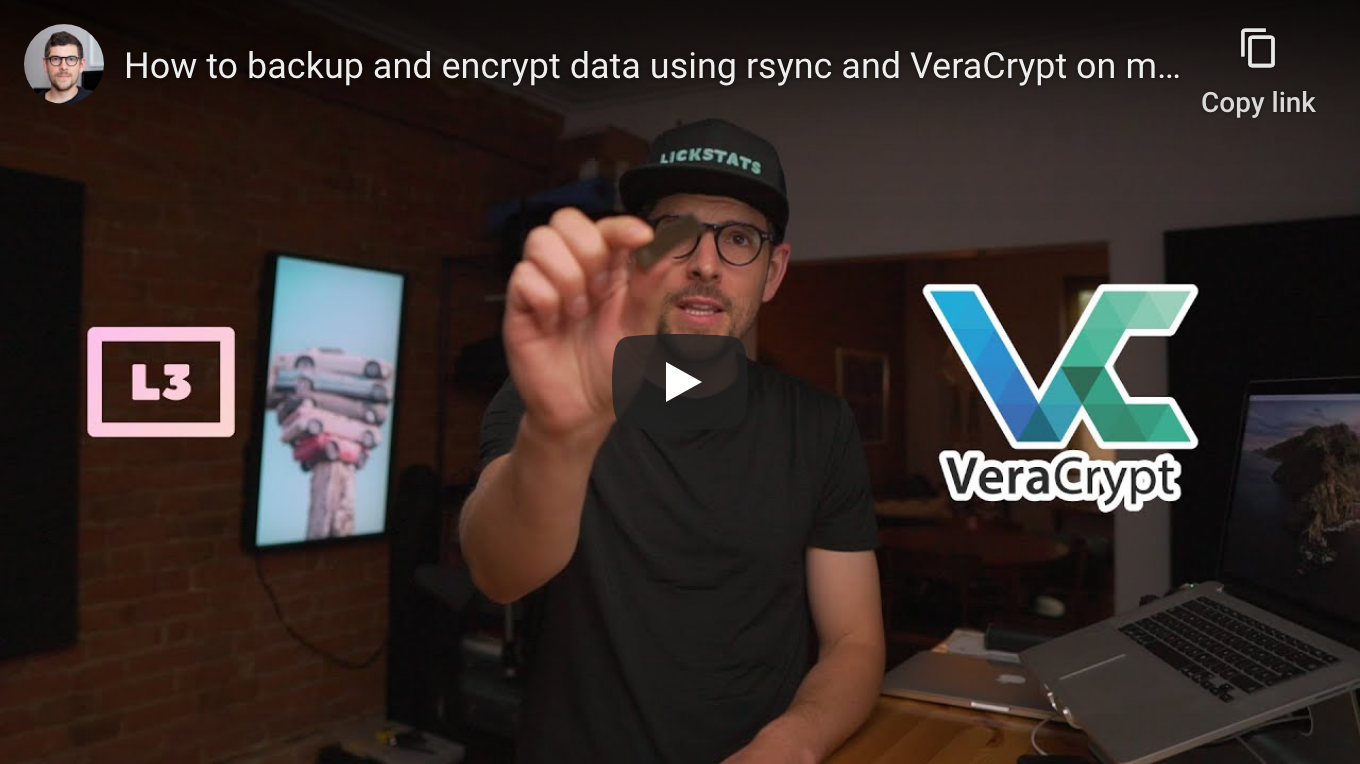 How to backup and encrypt data using rsync and VeraCrypt on m...
Copy link
LICKSTATS
L3
VeraCrypt